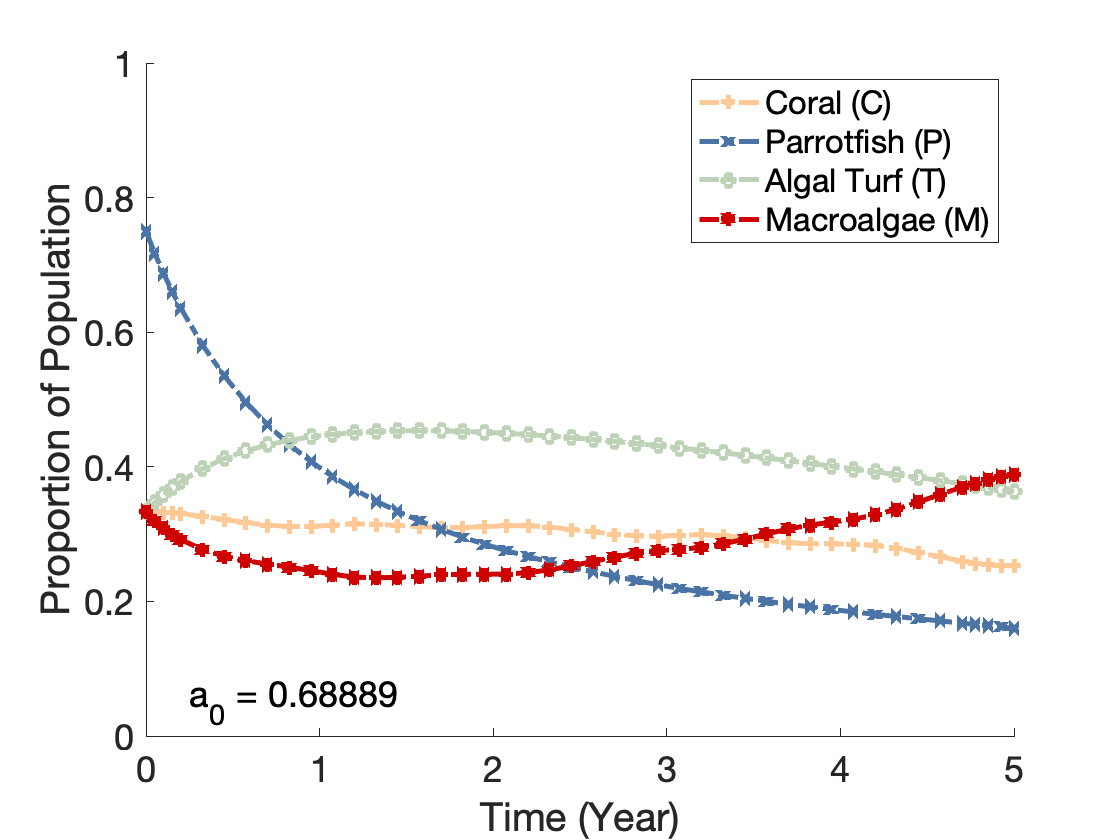 1
0.8
0.6
0.4
0.2
0
0 1 2 3 4 5
Proportion of Population
Time (Year)
Coral (C)
Parrotfish (P)
Algal Turf (T)
Macroalgae (M)
a0 = 0.68889